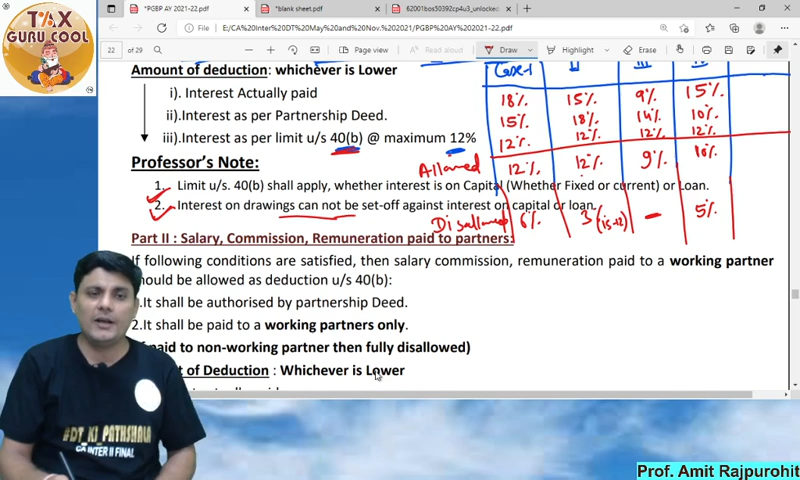 TAX
GURU COOL
*PGBP AY 2021-22.pdf
*blank sheet.pdf
62001bos50392cp4u3_unlocked.
E:/CA%20Inter%20DT%20May%20and%20Nov.%202021/PGBP%20AY%202021-22.pdf
22 of 29
Page view
Draw
Highlight
Erase
Amount of deduction: whichever is Lower
Case-I II III IV
i). Interest Actually paid
18% 15% 9% 15%
ii).Interest as per Partnership Deed.
15% 18% 14% 10%
iii).Interest as per limit u/s 40(b) @ maximum 12%
12% 12% 12% 12%
Professor's Note:
Allowed 12% 12% 9% 10%
1. Limit u/s. 40(b) shall apply, whether interest is on Capital (Whether Fixed or current) or Loan.
2. Interest on drawings can not be set-off against interest on capital or loan.
Disallowed 6% 3 (15-12) - 5%
Part II : Salary, Commission, Remuneration paid to partners:
If following conditions are satisfied, then salary commission, remuneration paid to a working partner
should be allowed as deduction u/s 40(b):
.It shall be authorised by partnership Deed.
2.It shall be paid to a working partners only.
paid to non-working partner then fully disallowed)
of Deduction : Whichever is Lower
#DT KI PATHSHALA
CA INTER II FINAL
Prof. Amit Rajpurohit